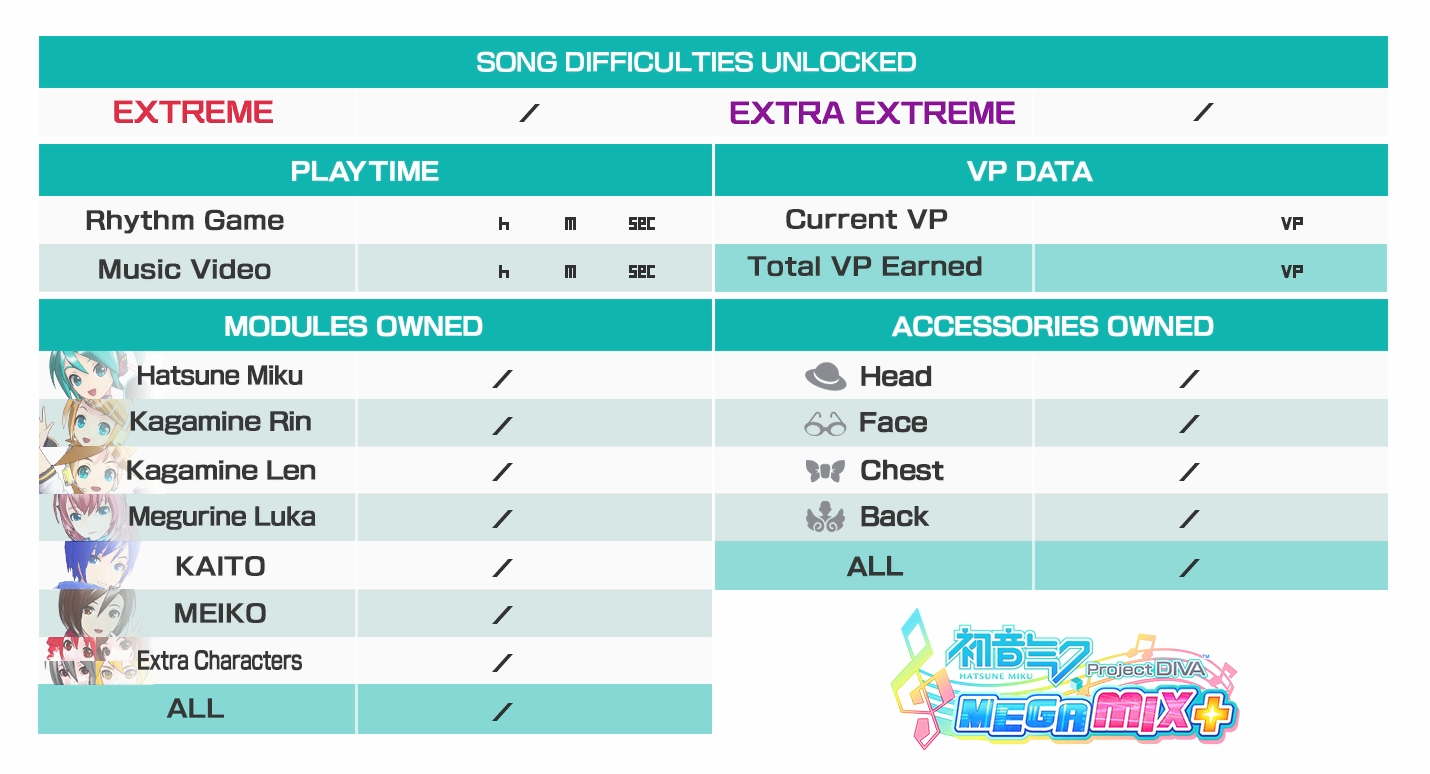 SONG DIFFICULTIES UNLOCKED
EXTREME / EXTRA EXTREME /
PLAYTIME
Rhythm Game h m sec
Music Video h m sec
VP DATA
Current VP VP
Total VP Earned VP
MODULES OWNED
Hatsune Miku /
Kagamine Rin /
Kagamine Len /
Megurine Luka /
KAITO /
MEIKO /
Extra Characters /
ALL /
ACCESSORIES OWNED
Head /
Face /
Chest /
Back /
ALL /
初音ミク
HATSUNE MIKU
Project DIVA™
MEGA MIX+